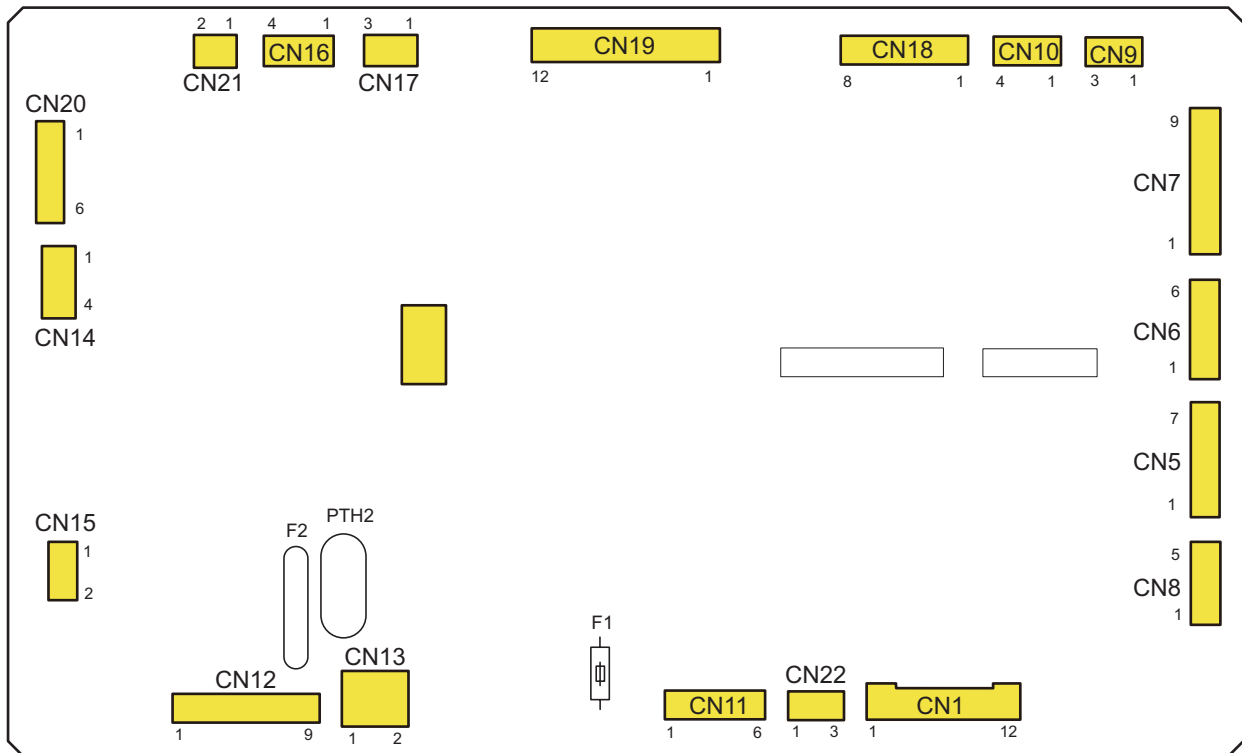 2 1 4 1 3 1
CN16 CN19 CN18 CN10 CN9
CN21 CN17 12 1 8 1 4 1 3 1
CN20
1
6
9
CN7
1
1
4
CN14
6
CN6
1
7
CN5
1
CN15
1
2
F2 PTH2
5
CN8
1
F1
CN12 CN13 CN22
CN11 CN1
1 9 1 2 1 6 1 3 1 12